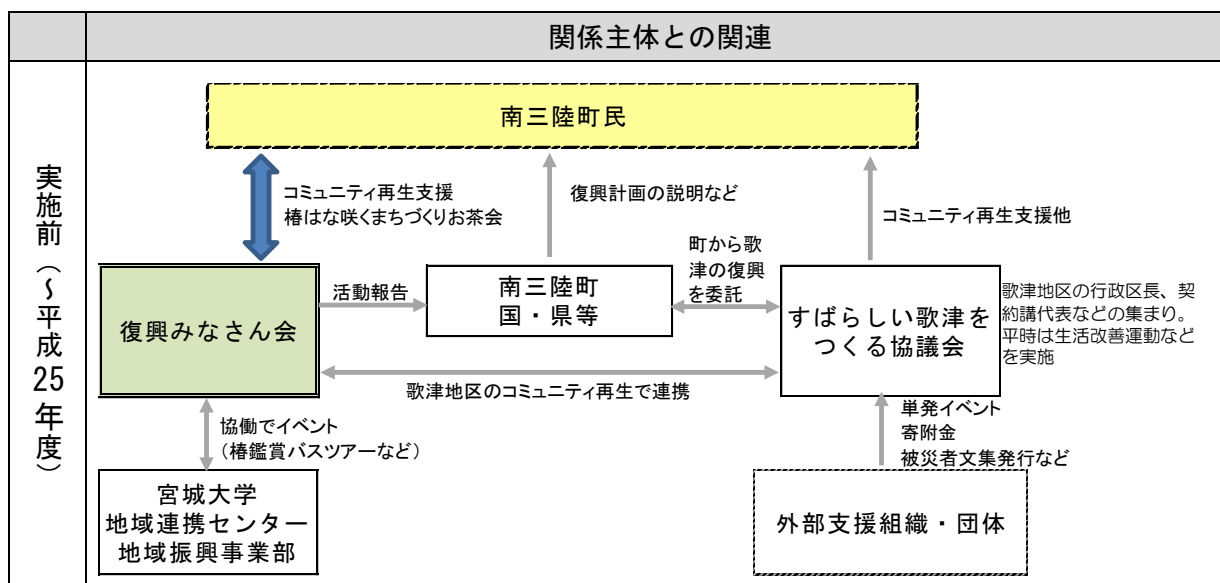 関係主体との関連
実施前（～平成25年度）
南三陸町民
コミュニティ再生支援
椿はな咲くまちづくりお茶会
復興計画の説明など
コミュニティ再生支援他
復興みなさん会
活動報告
南三陸町
国・県等
町から歌
津の復興
を委託
すばらしい歌津を
つくる協議会
歌津地区の行政区長、契
約講代表などの集まり。
平時は生活改善運動など
を実施
歌津地区のコミュニティ再生で連携
協働でイベント
（椿鑑賞バスツアーなど）
単発イベント
寄附金
被災者文集発行など
宮城大学
地域連携センター
地域振興事業部
外部支援組織・団体